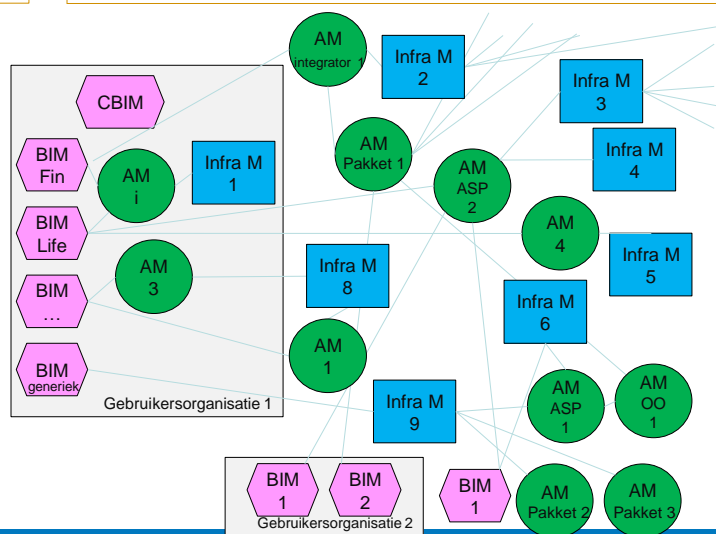 AM
integrator 1
Infra M
2
Infra M
3
CBIM
BIM
Fin
AM
i
Infra M
1
AM
Pakket 1
AM
ASP
2
Infra M
4
BIM
Life
AM
4
AM
3
Infra M
8
Infra M
5
BIM
...
Infra M
6
AM
1
BIM
generiek
Gebruikersorganisatie 1
Infra M
9
AM
ASP
1
AM
OO
1
BIM
1
BIM
2
Gebruikersorganisatie 2
BIM
1
AM
Pakket 2
AM
Pakket 3